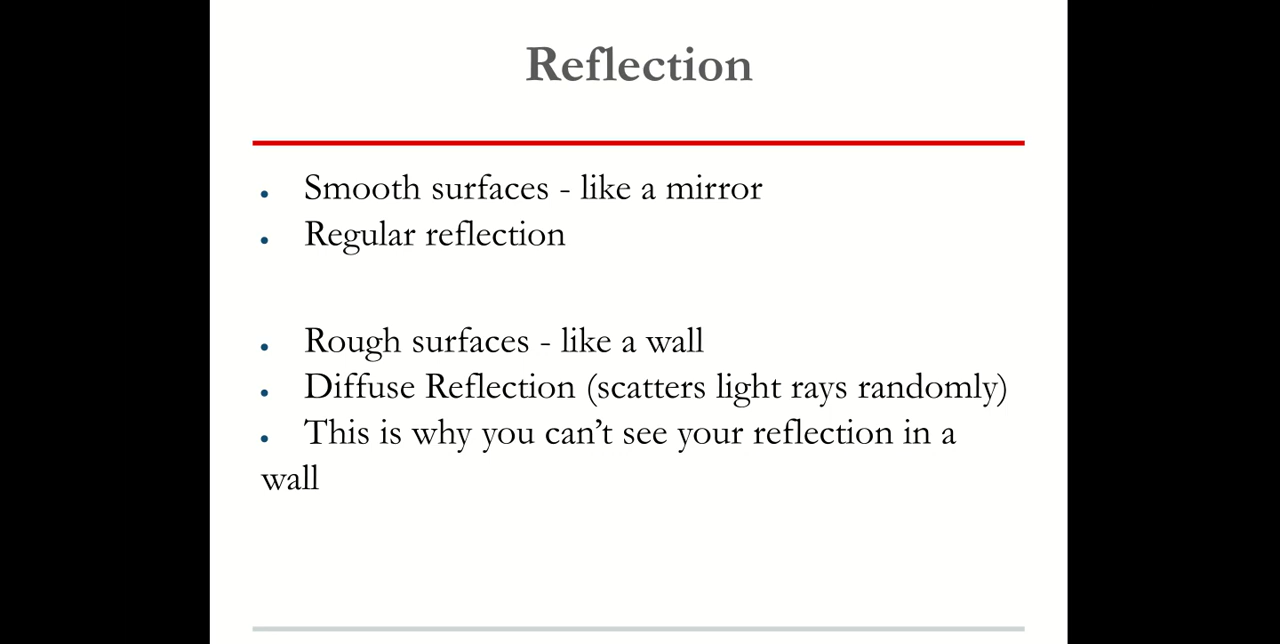 Reflection
• Smooth surfaces - like a mirror
• Regular reflection
• Rough surfaces - like a wall
• Diffuse Reflection (scatters light rays randomly)
• This is why you can’t see your reflection in a
wall